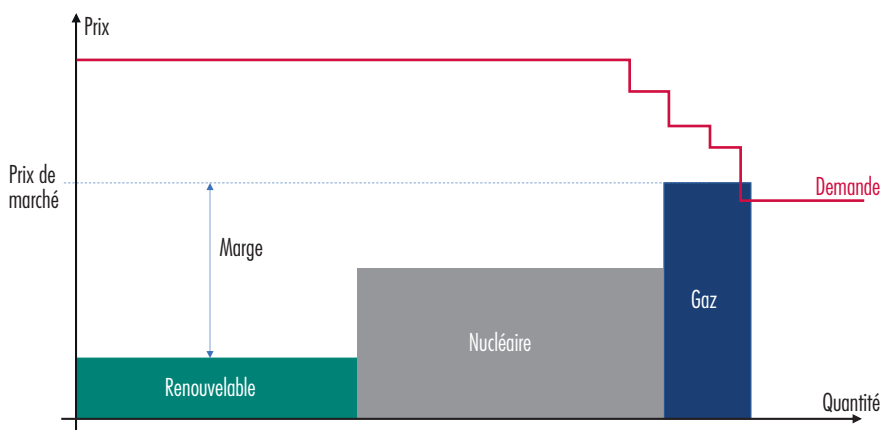 Prix
Prix de
marché
Demande
Marge
Gaz
Nucléaire
Renouvelable
Quantité